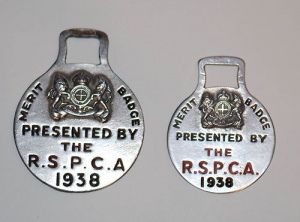 MERIT BADGE
PRESENTED BY
THE
R.S.P.C.A
1938
MERIT BADGE
PRESENTED BY
THE
R.S.P.C.A.
1938